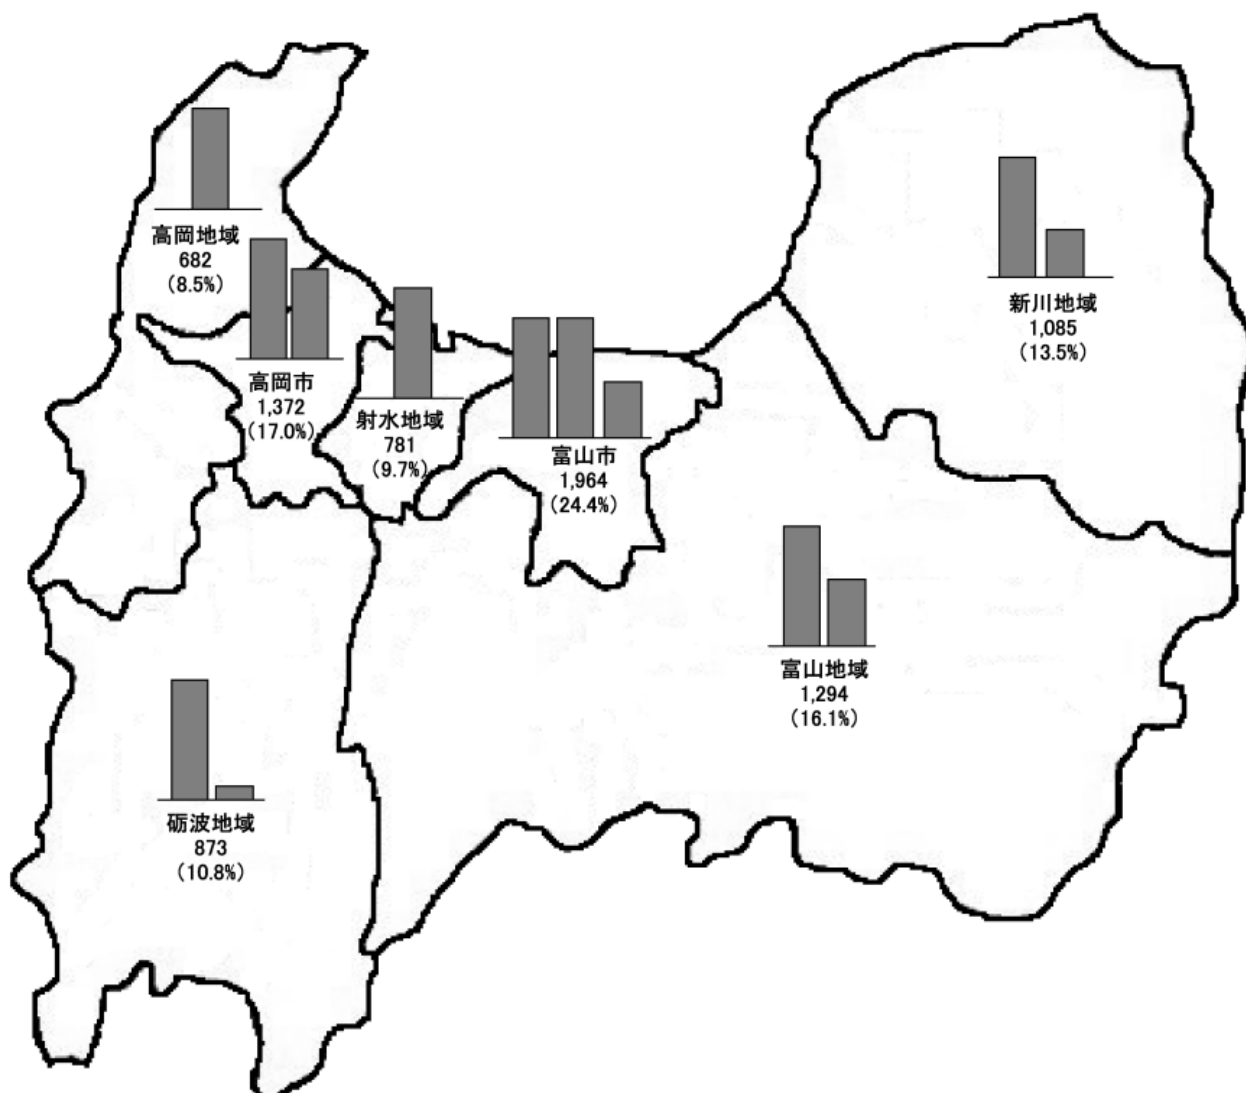 高岡地域
682
(8.5%)
高岡市
1,372
(17.0%)
射水地域
781
(9.7%)
富山市
1,964
(24.4%)
新川地域
1,085
(13.5%)
富山地域
1,294
(16.1%)
砺波地域
873
(10.8%)